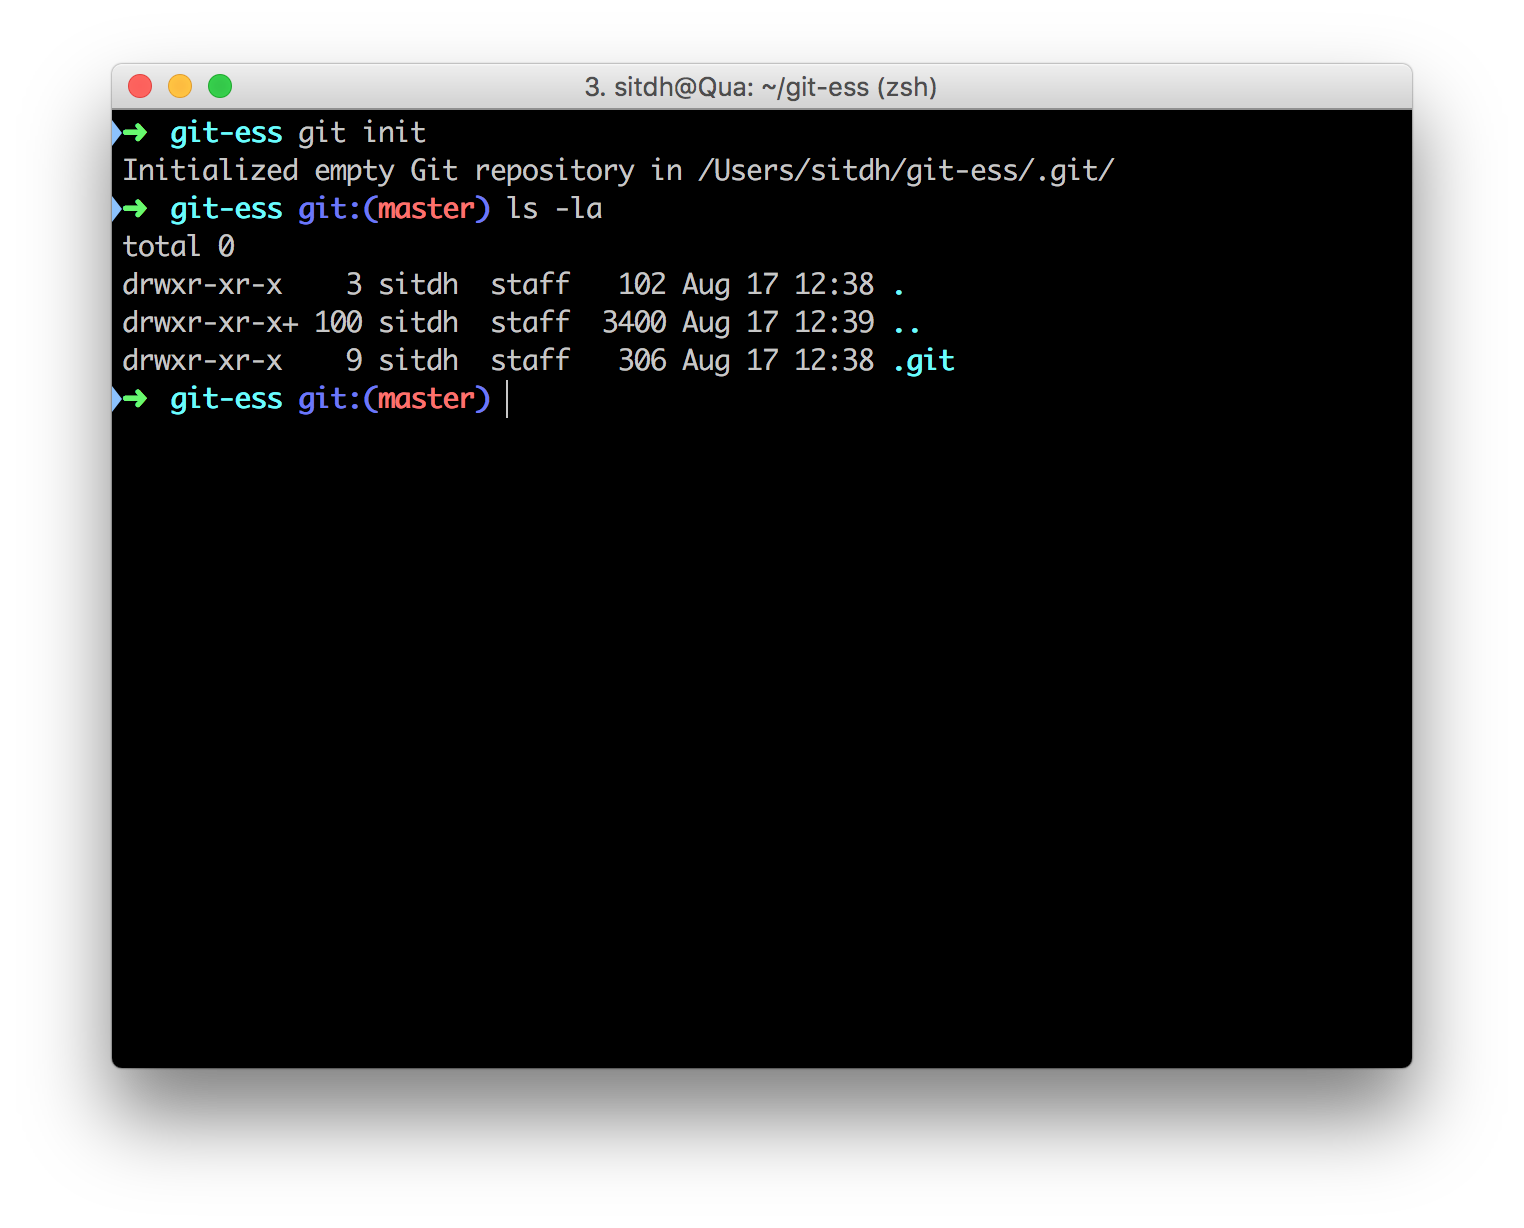 3. sitdh@Qua: ~/git-ess (zsh)
➜ git-ess git init
Initialized empty Git repository in /Users/sitdh/git-ess/.git/
➜ git-ess git:(master) ls -la
total 0
drwxr-xr-x    3 sitdh  staff   102 Aug 17 12:38 .
drwxr-xr-x+ 100 sitdh  staff  3400 Aug 17 12:39 ..
drwxr-xr-x    9 sitdh  staff   306 Aug 17 12:38 .git
➜ git-ess git:(master)